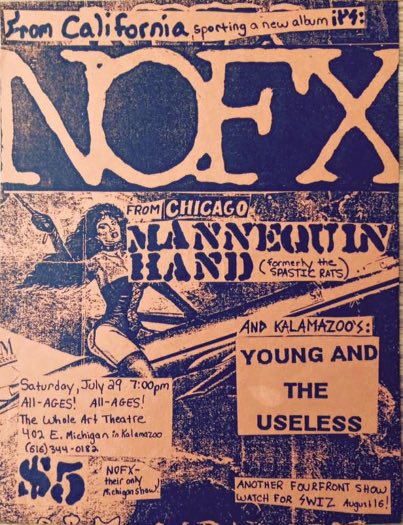 from California, sporting a new album it's:
NOFX
FROM CHICAGO
MANNEQUIN
HAND (formerly the
SPASTIC RATS)
AND KALAMAZOO'S:
YOUNG AND
THE
USELESS
Saturday, July 29 7:00pm
All-AGES! All-AGES!
The Whole Art Theatre
402 E. Michigan in Kalamazoo
(616) 344-0182
$5
NOFX-
their only
Michigan show!
ANOTHER FOURFRONT SHOW
WATCH FOR SWIZ August 16!